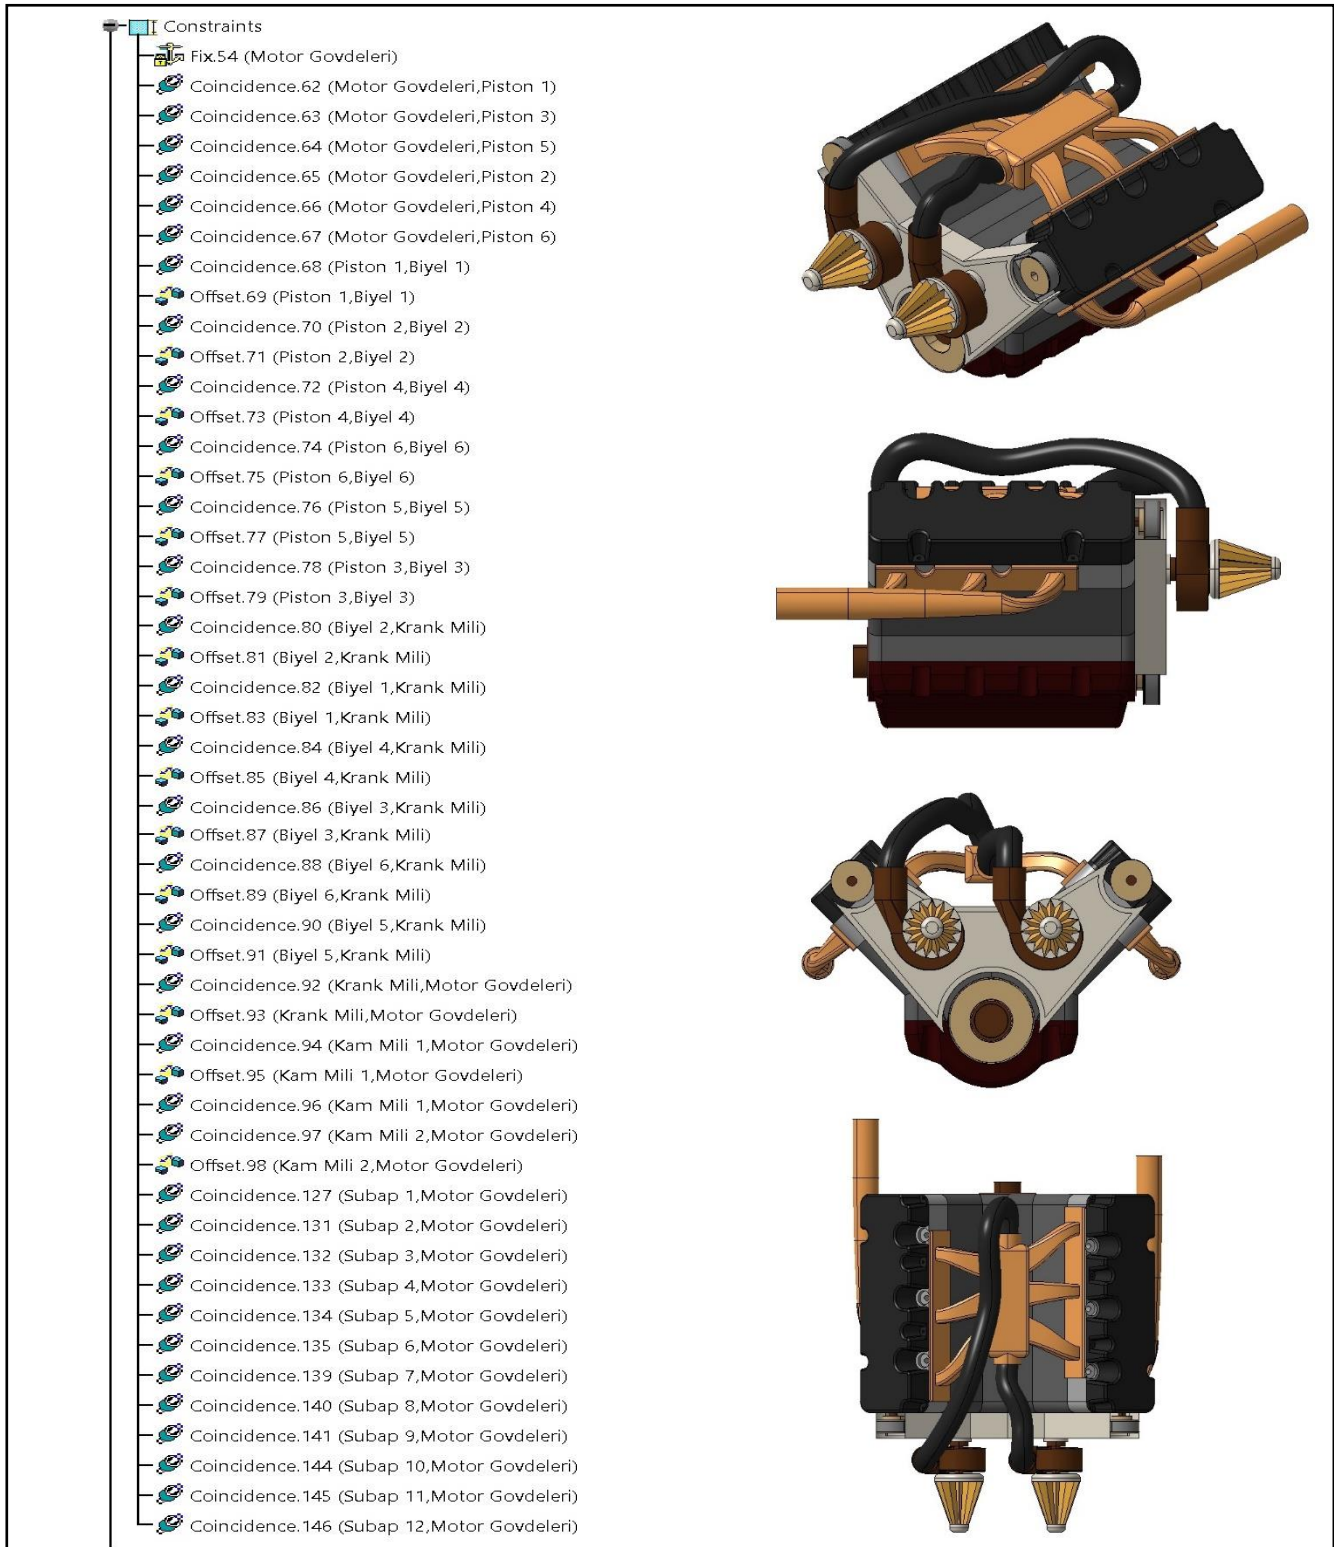 Constraints
Fix.54 (Motor Govdeleri)
Coincidence.62 (Motor Govdeleri,Piston 1)
Coincidence.63 (Motor Govdeleri,Piston 3)
Coincidence.64 (Motor Govdeleri,Piston 5)
Coincidence.65 (Motor Govdeleri,Piston 2)
Coincidence.66 (Motor Govdeleri,Piston 4)
Coincidence.67 (Motor Govdeleri,Piston 6)
Coincidence.68 (Piston 1,Biyel 1)
Offset.69 (Piston 1,Biyel 1)
Coincidence.70 (Piston 2,Biyel 2)
Offset.71 (Piston 2,Biyel 2)
Coincidence.72 (Piston 4,Biyel 4)
Offset.73 (Piston 4,Biyel 4)
Coincidence.74 (Piston 6,Biyel 6)
Offset.75 (Piston 6,Biyel 6)
Coincidence.76 (Piston 5,Biyel 5)
Offset.77 (Piston 5,Biyel 5)
Coincidence.78 (Piston 3,Biyel 3)
Offset.79 (Piston 3,Biyel 3)
Coincidence.80 (Biyel 2,Krank Mili)
Offset.81 (Biyel 2,Krank Mili)
Coincidence.82 (Biyel 1,Krank Mili)
Offset.83 (Biyel 1,Krank Mili)
Coincidence.84 (Biyel 4,Krank Mili)
Offset.85 (Biyel 4,Krank Mili)
Coincidence.86 (Biyel 3,Krank Mili)
Offset.87 (Biyel 3,Krank Mili)
Coincidence.88 (Biyel 6,Krank Mili)
Offset.89 (Biyel 6,Krank Mili)
Coincidence.90 (Biyel 5,Krank Mili)
Offset.91 (Biyel 5,Krank Mili)
Coincidence.92 (Krank Mili,Motor Govdeleri)
Offset.93 (Krank Mili,Motor Govdeleri)
Coincidence.94 (Kam Mili 1,Motor Govdeleri)
Offset.95 (Kam Mili 1,Motor Govdeleri)
Coincidence.96 (Kam Mili 1,Motor Govdeleri)
Coincidence.97 (Kam Mili 2,Motor Govdeleri)
Offset.98 (Kam Mili 2,Motor Govdeleri)
Coincidence.127 (Subap 1,Motor Govdeleri)
Coincidence.131 (Subap 2,Motor Govdeleri)
Coincidence.132 (Subap 3,Motor Govdeleri)
Coincidence.133 (Subap 4,Motor Govdeleri)
Coincidence.134 (Subap 5,Motor Govdeleri)
Coincidence.135 (Subap 6,Motor Govdeleri)
Coincidence.139 (Subap 7,Motor Govdeleri)
Coincidence.140 (Subap 8,Motor Govdeleri)
Coincidence.141 (Subap 9,Motor Govdeleri)
Coincidence.144 (Subap 10,Motor Govdeleri)
Coincidence.145 (Subap 11,Motor Govdeleri)
Coincidence.146 (Subap 12,Motor Govdeleri)